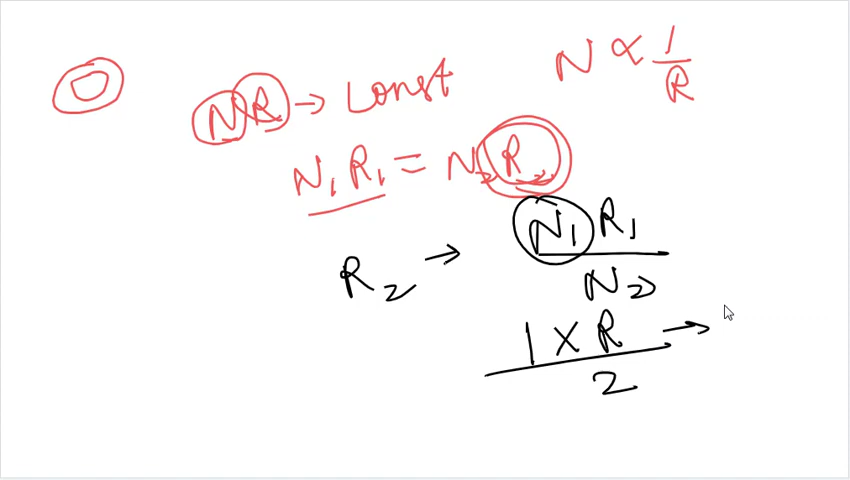 N ∝ 1/R
NR → Const
N₁R₁ = N₂R₂
R₂ → N₁R₁/N₂
1 × R/2 →